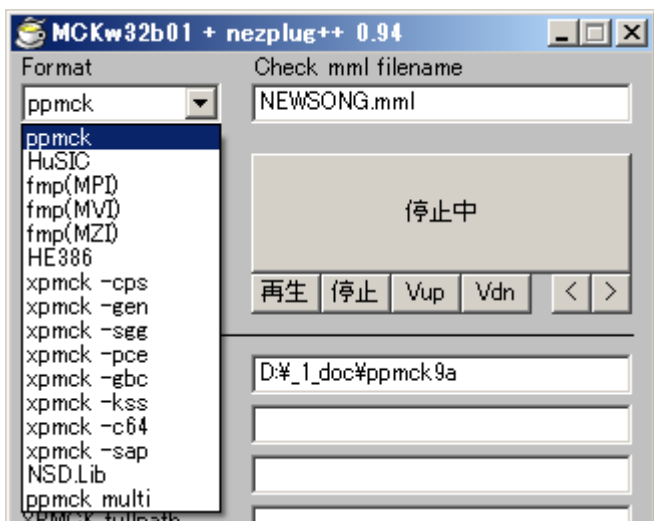 MCKw32b01 + nezplug++ 0.94
Format
Check mml filename
ppmck
NEWSONG.mml
ppmck
HuSIC
fmp(MPI)
fmp(MVI)
fmp(MZI)
HE386
xpmck -cps
xpmck -gen
xpmck -sgg
xpmck -pce
xpmck -gbc
xpmck -kss
xpmck -c64
xpmck -sap
NSD.Lib
ppmck multi
停止中
再生 停止 Vup Vdn < >
D:¥_1_doc¥ppmck9a
XPMCK fullpath